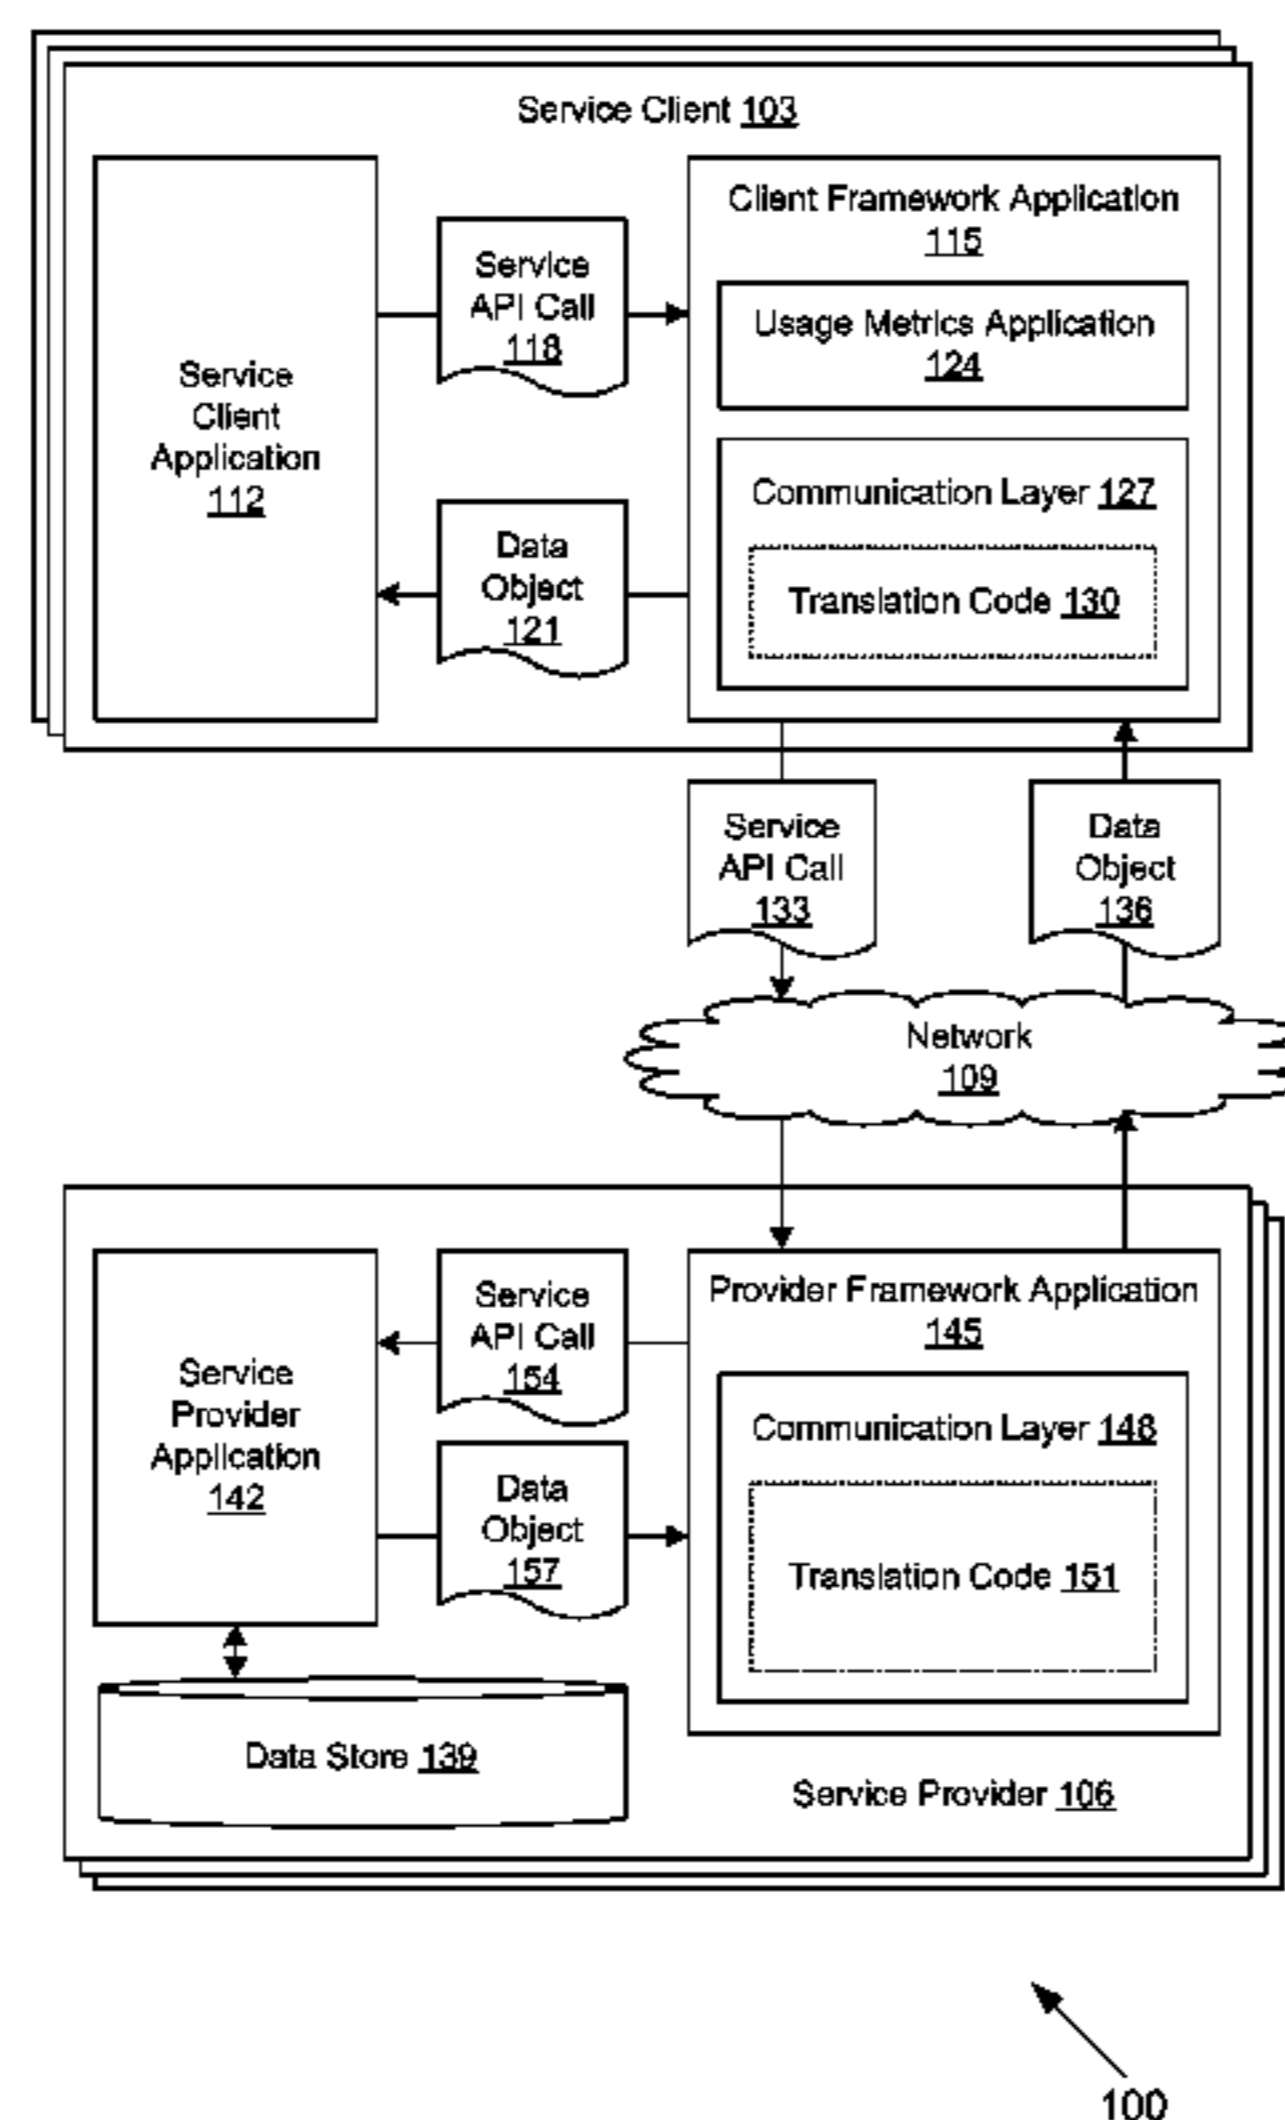 Service Client 103
Service
Client
Application
112
Service
API Call
118
Data
Object
121
Client Framework Application
115
Usage Metrics Application
124
Communication Layer 127
Translation Code 130
Service
API Call
133
Data
Object
136
Network
109
Service
Provider
Application
142
Service
API Call
154
Data
Object
157
Provider Framework Application
145
Communication Layer 148
Translation Code 151
Data Store 139
Service Provider 106
100